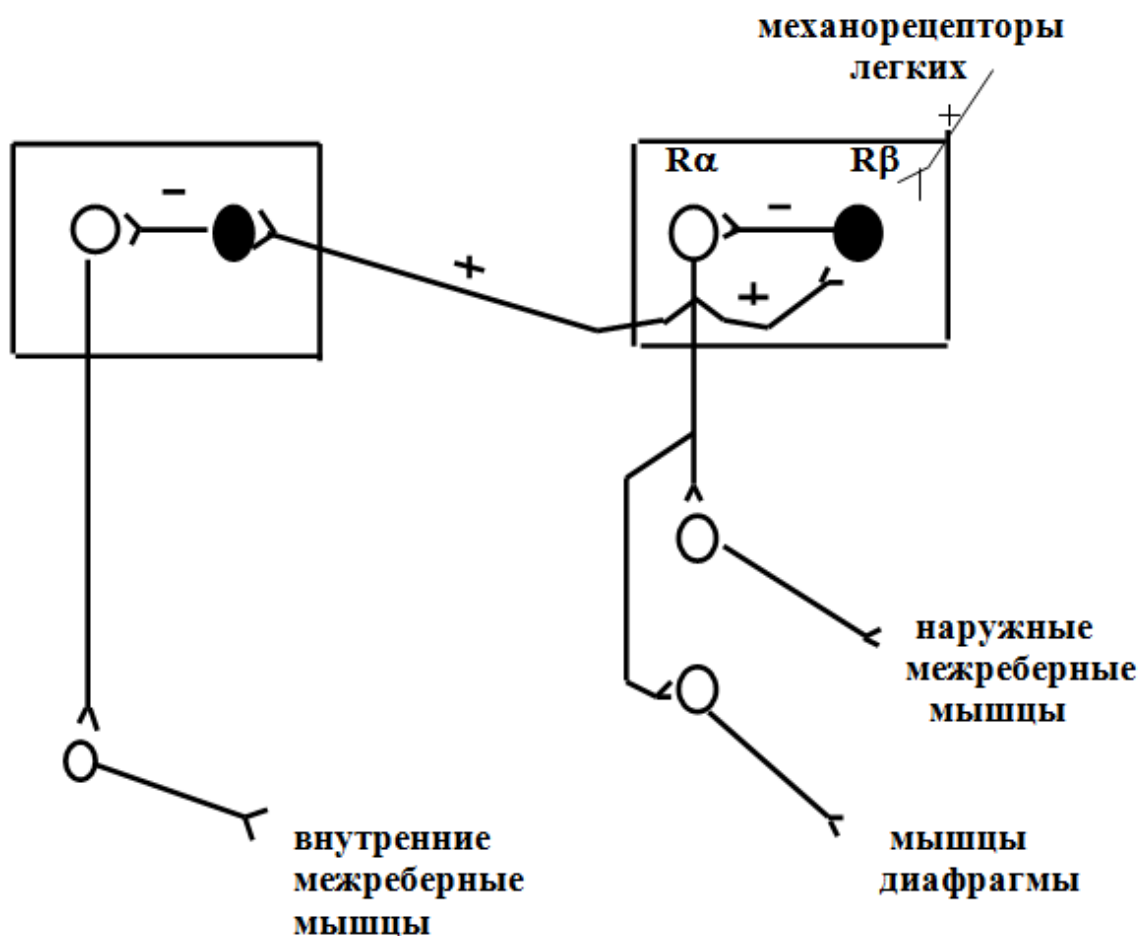 механорецепторы
легких
+
Rα
Rβ
-
-
+
+
наружные
межреберные
мышцы
внутренние
межреберные
мышцы
мышцы
диафрагмы